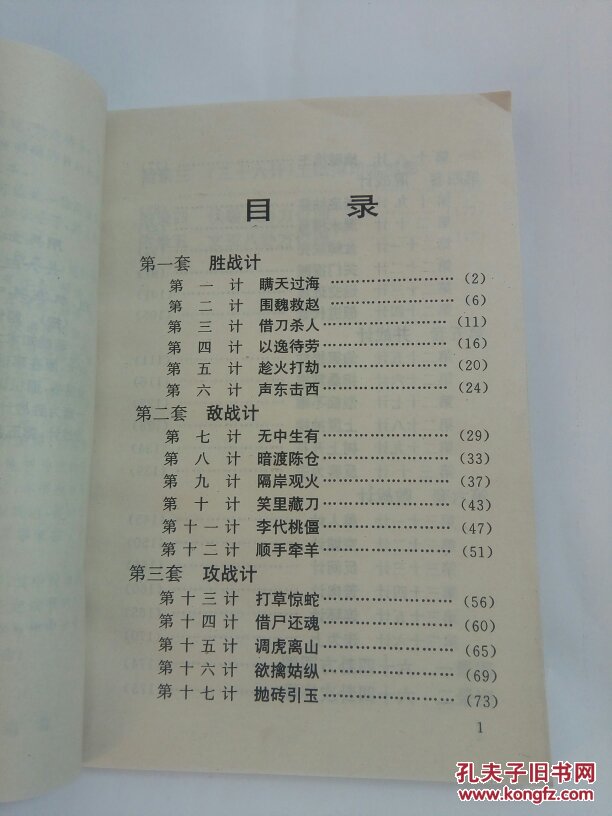 目 录
第一套 胜战计
第 一 计 瞒天过海 ………………… (2)
第 二 计 围魏救赵 ………………… (6)
第 三 计 借刀杀人 ………………… (11)
第 四 计 以逸待劳 ………………… (16)
第 五 计 趁火打劫 ………………… (20)
第 六 计 声东击西 ………………… (24)
第二套 敌战计
第 七 计 无中生有 ………………… (29)
第 八 计 暗渡陈仓 ………………… (33)
第 九 计 隔岸观火 ………………… (37)
第 十 计 笑里藏刀 ………………… (43)
第 十 一 计 李代桃僵 ………………… (47)
第 十 二 计 顺手牵羊 ………………… (51)
第三套 攻战计
第 十 三 计 打草惊蛇 ………………… (56)
第 十 四 计 借尸还魂 ………………… (60)
第 十 五 计 调虎离山 ………………… (65)
第 十 六 计 欲擒姑纵 ………………… (69)
第 十 七 计 抛砖引玉 ………………… (73)
1
孔夫子旧书网
www.kongfz.com